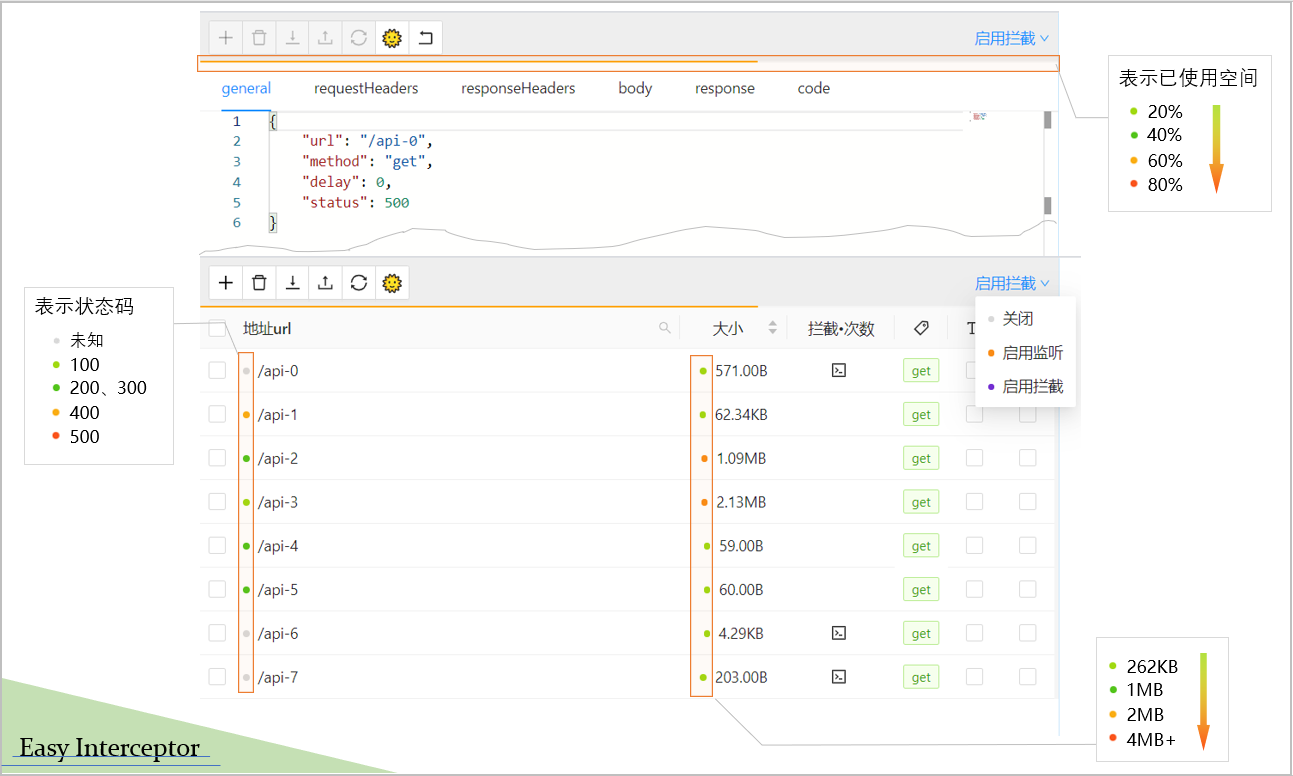 启用拦截
general requestHeaders responseHeaders body response code
1 {
2 "url": "/api-0",
3 "method": "get",
4 "delay": 0,
5 "status": 500
6 }
表示已使用空间
20%
40%
60%
80%
启用拦截
关闭
启用监听
启用拦截
表示状态码
未知
100
200、300
400
500
地址url 大小 拦截•次数 T
/api-0 571.00B get
/api-1 62.34KB get
/api-2 1.09MB get
/api-3 2.13MB get
/api-4 59.00B get
/api-5 60.00B get
/api-6 4.29KB get
/api-7 203.00B get
262KB
1MB
2MB
4MB+
Easy Interceptor